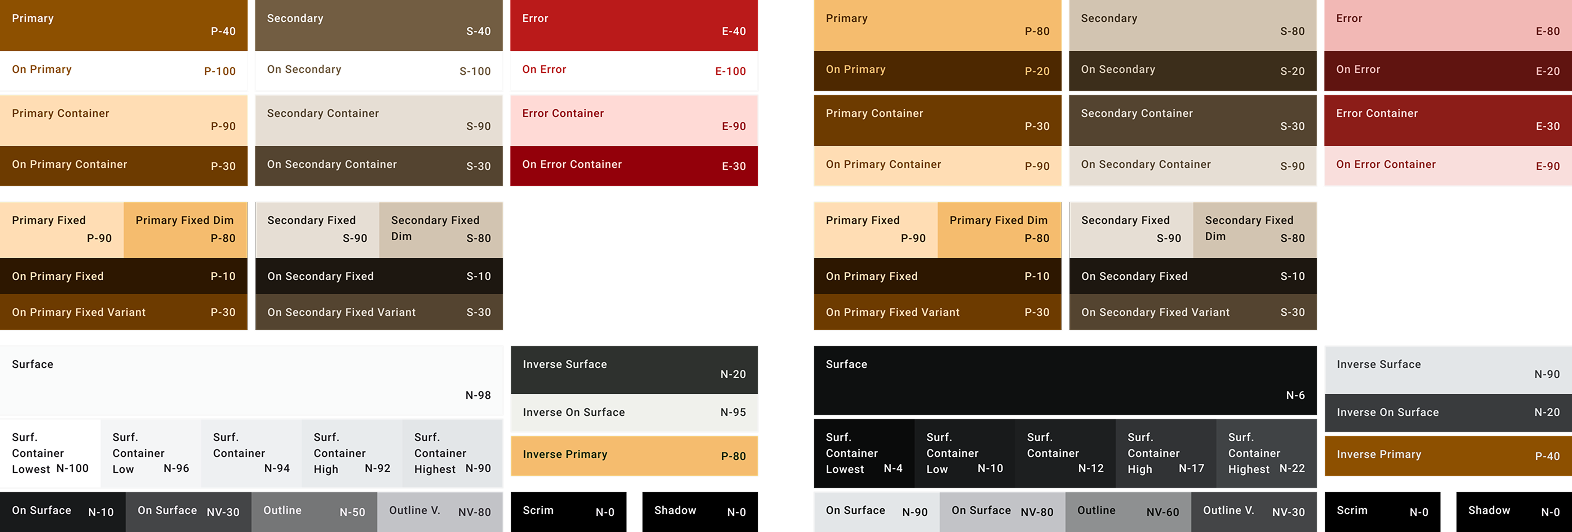 Primary
P-40
On Primary
P-100
Primary Container
P-90
On Primary Container
P-30
Secondary
S-40
On Secondary
S-100
Secondary Container
S-90
On Secondary Container
S-30
Error
E-40
On Error
E-100
Error Container
E-90
On Error Container
E-30
Primary Fixed
P-90
Primary Fixed Dim
P-80
On Primary Fixed
P-10
On Primary Fixed Variant
P-30
Secondary Fixed
S-90
Secondary Fixed
Dim
S-80
On Secondary Fixed
S-10
On Secondary Fixed Variant
S-30
Surface
N-98
Surf.
Container
Lowest
N-100
Surf.
Container
Low
N-96
Surf.
Container
N-94
Surf.
Container
High
N-92
Surf.
Container
Highest
N-90
On Surface
N-10
On Surface
NV-30
Outline
N-50
Outline V.
NV-80
Inverse Surface
N-20
Inverse On Surface
N-95
Inverse Primary
P-80
Scrim
N-0
Shadow
N-0
Primary
P-80
On Primary
P-20
Primary Container
P-30
On Primary Container
P-90
Secondary
S-80
On Secondary
S-20
Secondary Container
S-30
On Secondary Container
S-90
Error
E-80
On Error
E-20
Error Container
E-30
On Error Container
E-90
Primary Fixed
P-90
Primary Fixed Dim
P-80
On Primary Fixed
P-10
On Primary Fixed Variant
P-30
Secondary Fixed
S-90
Secondary Fixed
Dim
S-80
On Secondary Fixed
S-10
On Secondary Fixed Variant
S-30
Surface
N-6
Surf.
Container
Lowest
N-4
Surf.
Container
Low
N-10
Surf.
Container
N-12
Surf.
Container
High
N-17
Surf.
Container
Highest
N-22
On Surface
N-90
On Surface
NV-80
Outline
NV-60
Outline V.
NV-30
Inverse Surface
N-90
Inverse On Surface
N-20
Inverse Primary
P-40
Scrim
N-0
Shadow
N-0